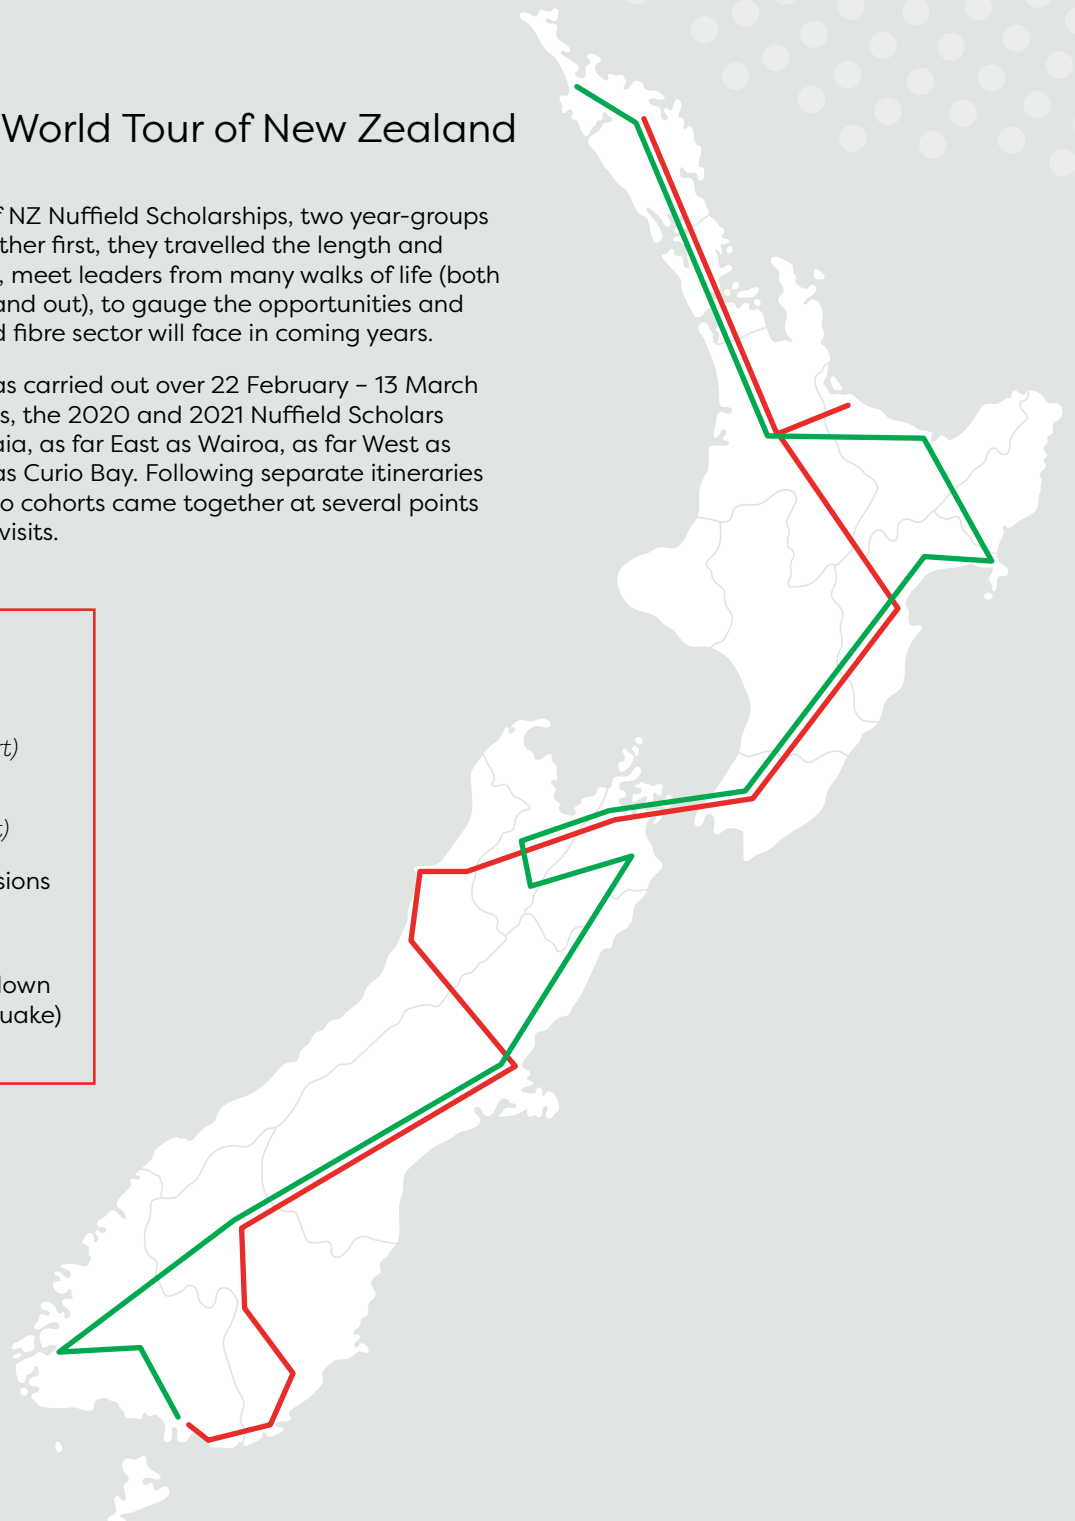 World Tour of New Zealand
f NZ Nuffield Scholarships, two year-groups
ther first, they travelled the length and
, meet leaders from many walks of life (both
and out), to gauge the opportunities and
d fibre sector will face in coming years.
as carried out over 22 February – 13 March
s, the 2020 and 2021 Nuffield Scholars
aia, as far East as Wairoa, as far West as
as Curio Bay. Following separate itineraries
o cohorts came together at several points
visits.
rt)
t)
sions
down
uake)